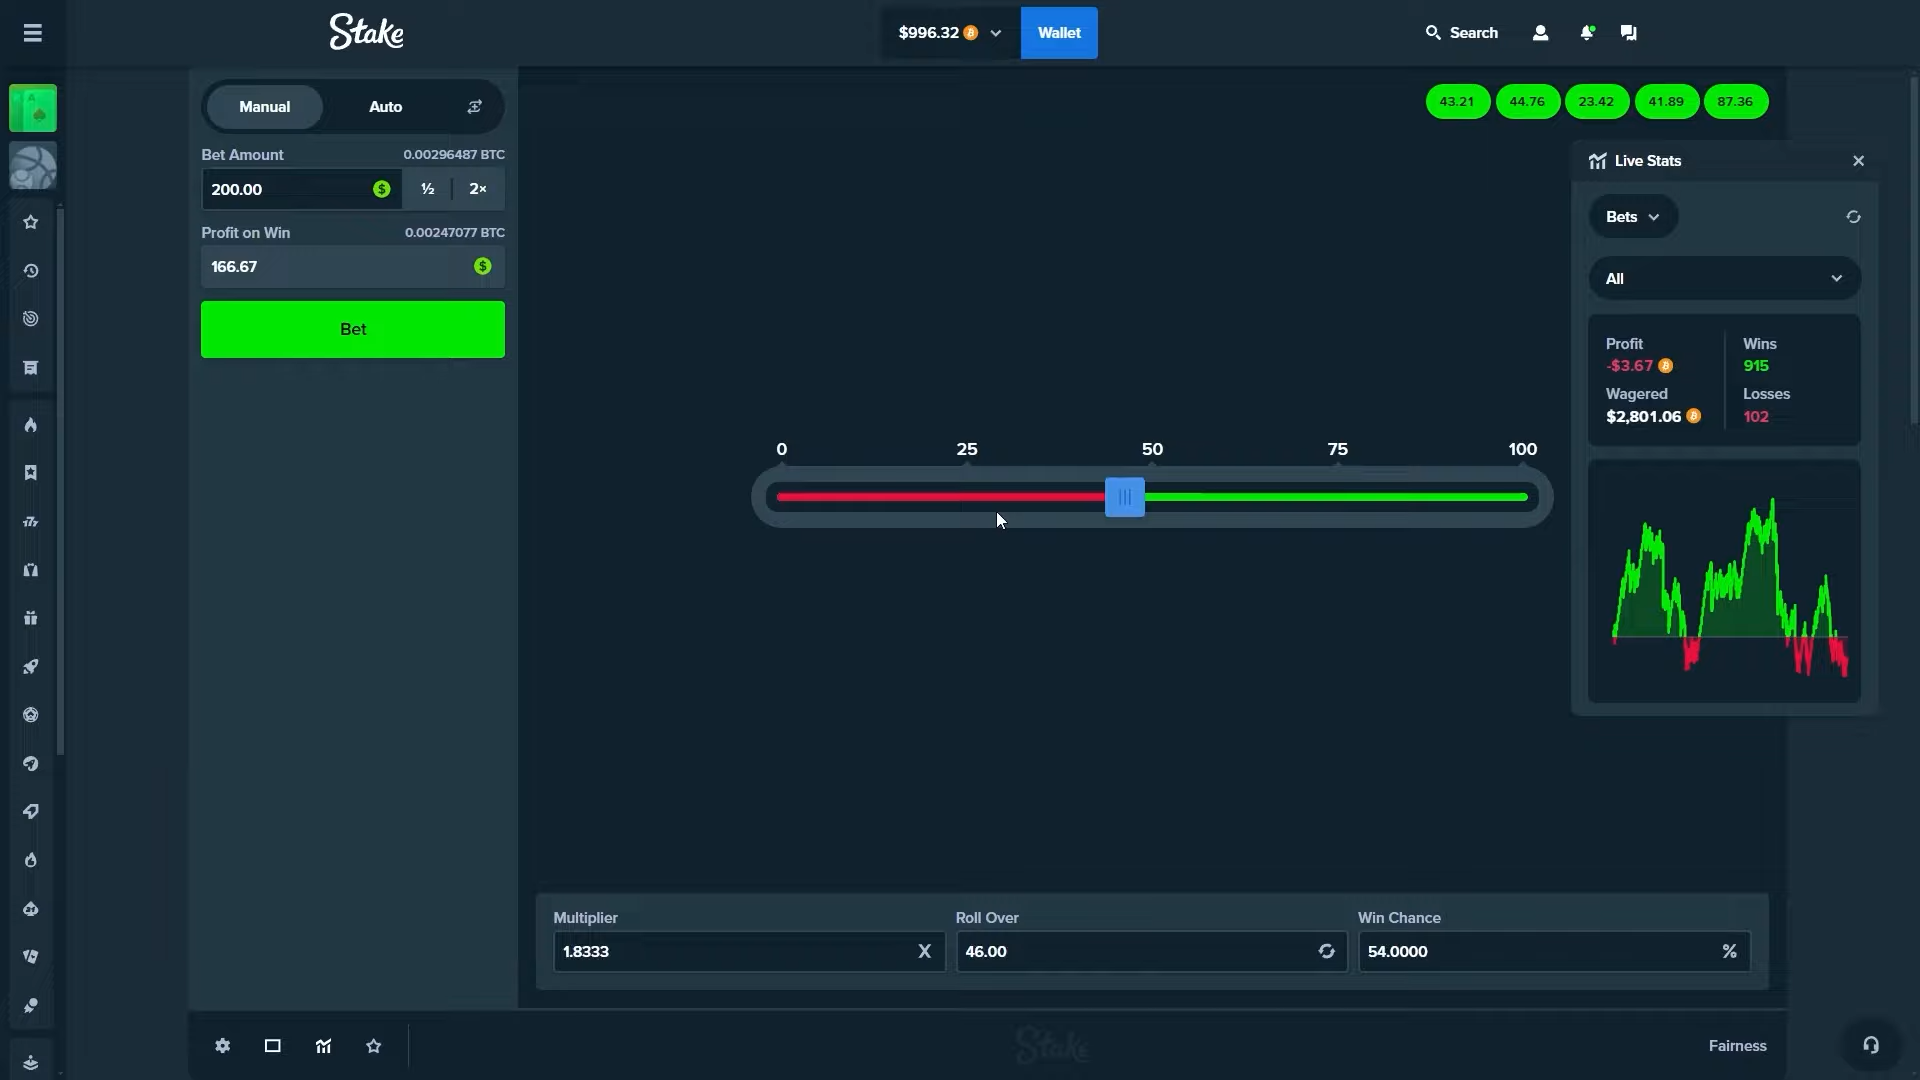 Stake
$996.32
Wallet
Search
Manual
Auto
43.21
44.76
23.42
41.89
87.36
Bet Amount
0.00296487 BTC
200.00
½
2×
Profit on Win
0.00247077 BTC
166.67
Bet
Live Stats
Bets
All
Profit
Wins
-$3.67
915
Wagered
Losses
$2,801.06
102
0
25
50
75
100
Multiplier
Roll Over
Win Chance
1.8333
X
46.00
54.0000
%
Stake
Fairness